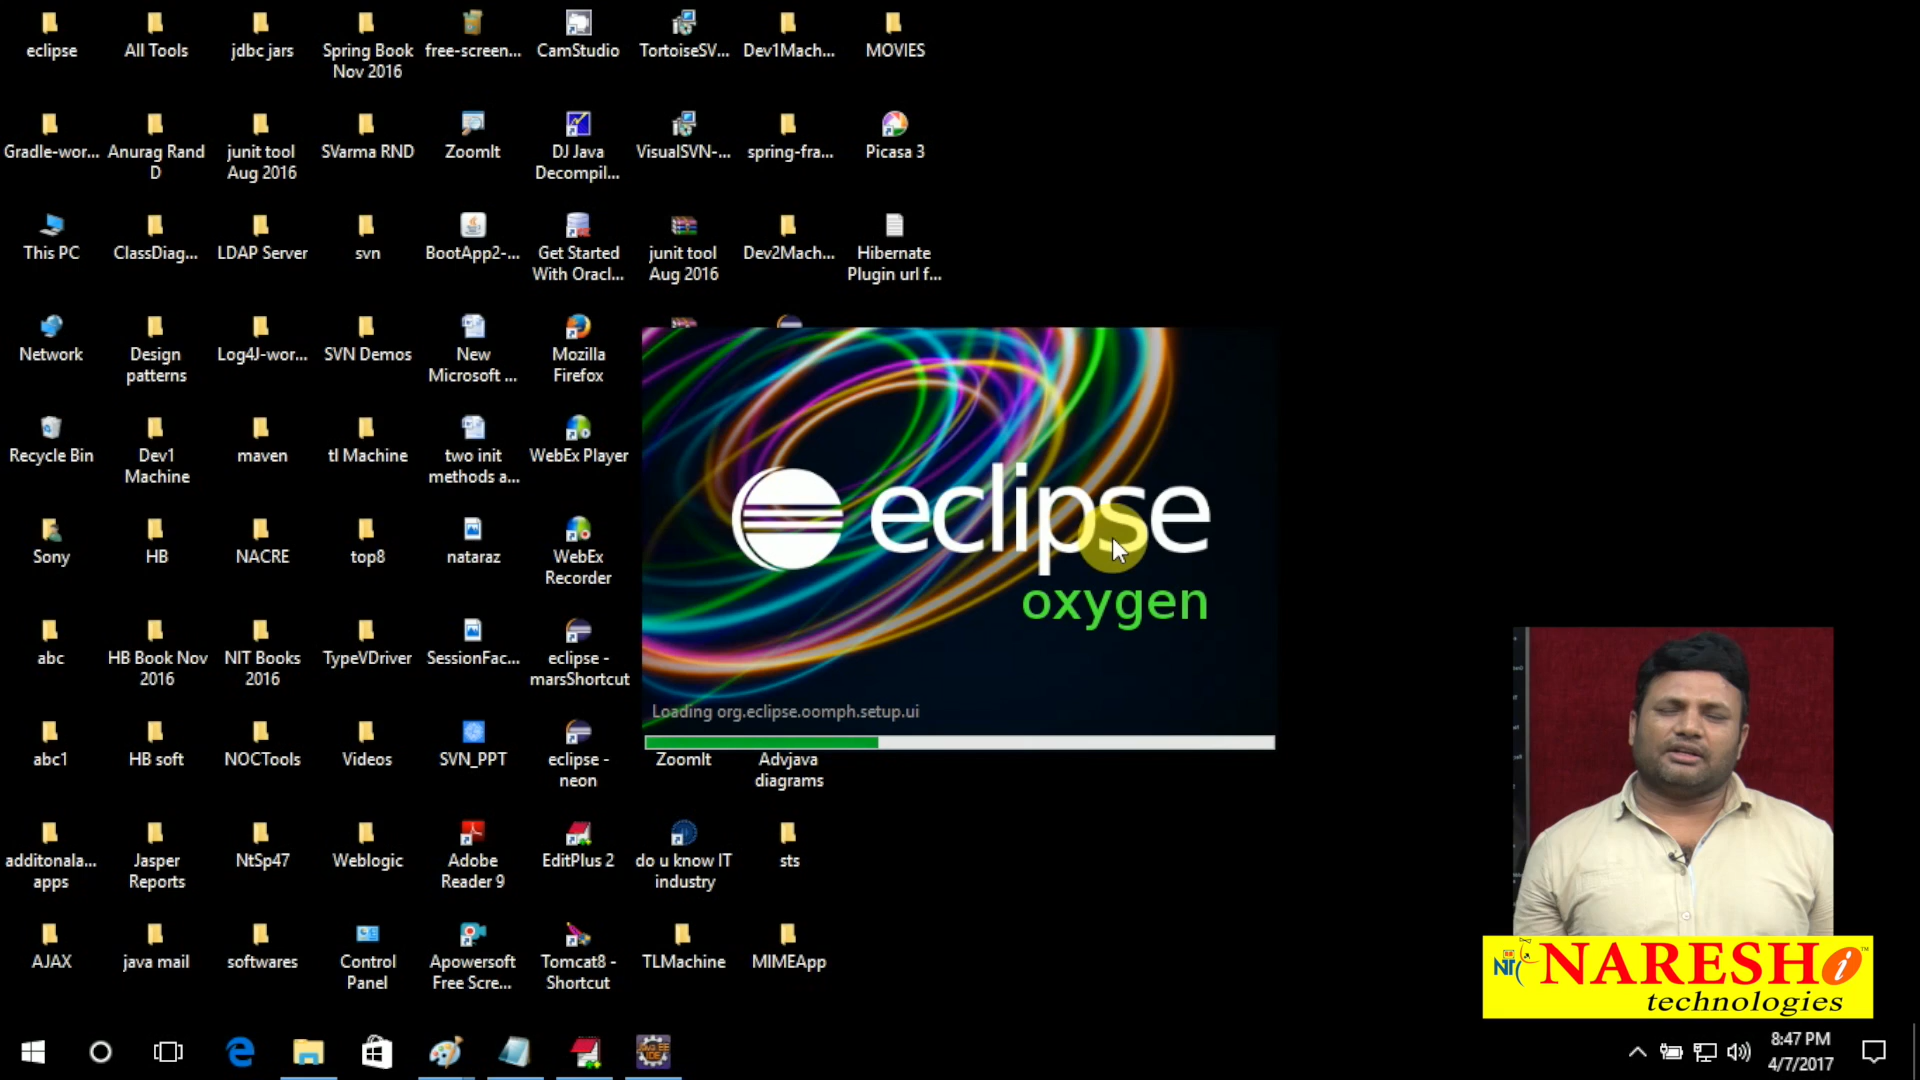 eclipse
All Tools
jdbc jars
Spring Book
Nov 2016
free-screen...
CamStudio
TortoiseSV...
Dev1Mach...
MOVIES
Gradle-wor...
Anurag Rand
D
junit tool
Aug 2016
SVarma RND
ZoomIt
DJ Java
Decompil...
VisualSVN-...
spring-fra...
Picasa 3
This PC
ClassDiag...
LDAP Server
svn
BootApp2-...
Get Started
With Oracl...
junit tool
Aug 2016
Dev2Mach...
Hibernate
Plugin url f...
Network
Design
patterns
Log4J-wor...
SVN Demos
New
Microsoft ...
Mozilla
Firefox
Recycle Bin
Dev1
Machine
maven
tl Machine
two init
methods a...
WebEx Player
Sony
HB
NACRE
top8
nataraz
WebEx
Recorder
abc
HB Book Nov
2016
NIT Books
2016
TypeVDriver
SessionFac...
eclipse -
marsShortcut
abc1
HB soft
NOCTools
Videos
SVN_PPT
eclipse -
neon
ZoomIt
Advjava
diagrams
additonala...
apps
Jasper
Reports
NtSp47
Weblogic
Adobe
Reader 9
EditPlus 2
do u know IT
industry
sts
AJAX
java mail
softwares
Control
Panel
Apowersoft
Free Scre...
Tomcat8 -
Shortcut
TLMachine
MIMEApp
eclipse
oxygen
Loading org.eclipse.oomph.setup.ui
NARESH i
technologies
8:47 PM
4/7/2017